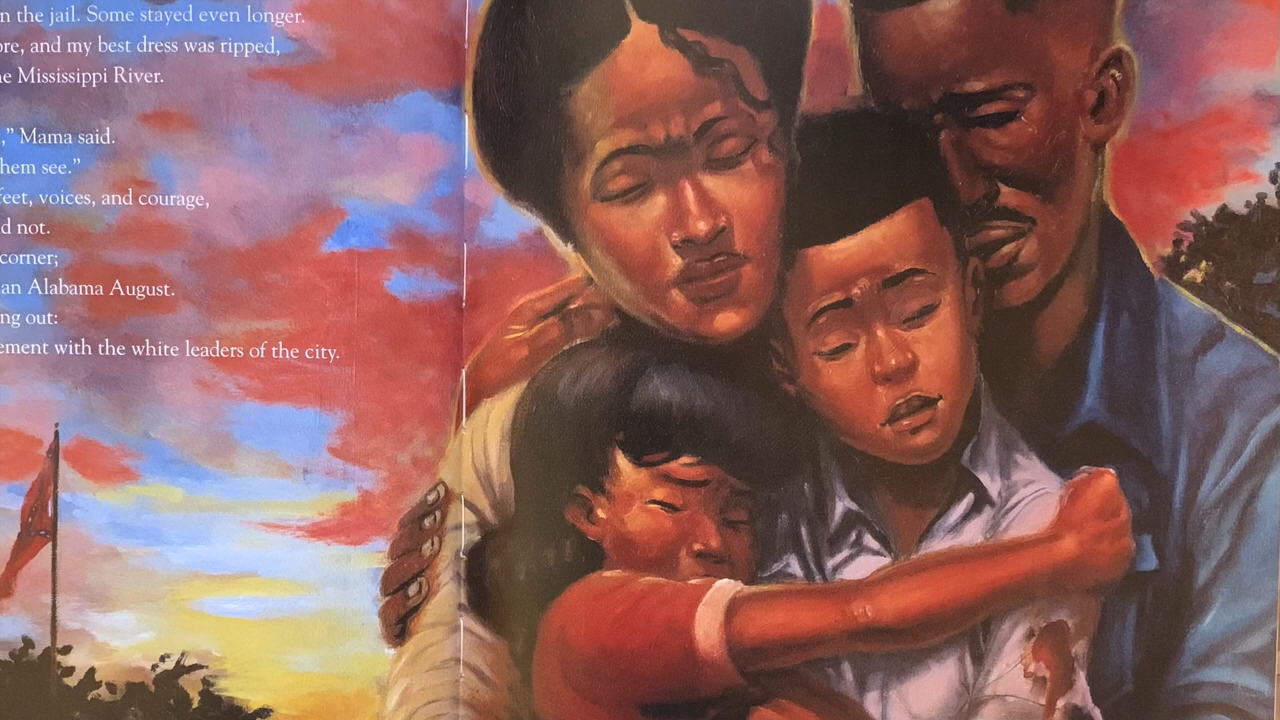 n the jail. Some stayed even longer.
ore, and my best dress was ripped,
he Mississippi River.
,” Mama said.
hem see.”
feet, voices, and courage,
d not.
corner;
an Alabama August.
ng out:
ement with the white leaders of the city.